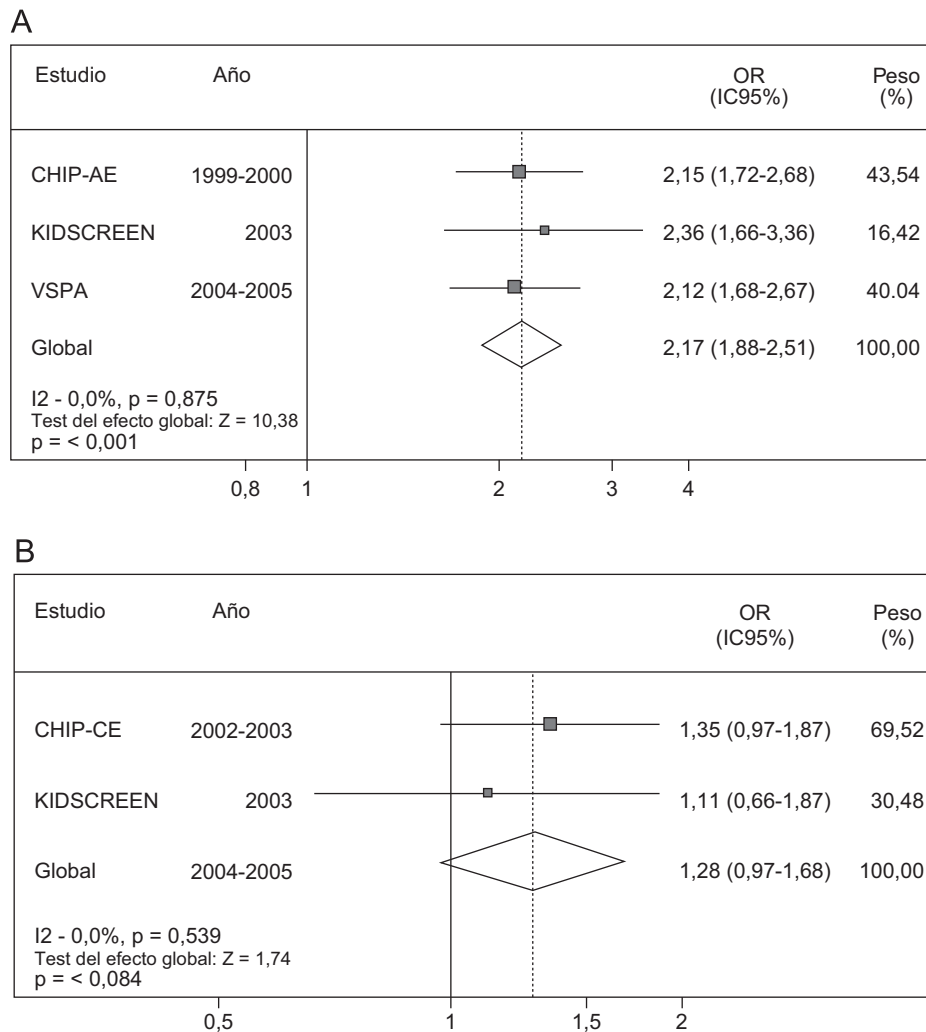 A
Estudio Año OR Peso
(IC95%) (%)
CHIP-AE 1999-2000 2,15 (1,72-2,68) 43,54
KIDSCREEN 2003 2,36 (1,66-3,36) 16,42
VSPA 2004-2005 2,12 (1,68-2,67) 40.04
Global 2,17 (1,88-2,51) 100,00
I2 - 0,0%, p = 0,875
Test del efecto global: Z = 10,38
p = < 0,001
0,8 1 2 3 4
B
Estudio Año OR Peso
(IC95%) (%)
CHIP-CE 2002-2003 1,35 (0,97-1,87) 69,52
KIDSCREEN 2003 1,11 (0,66-1,87) 30,48
Global 2004-2005 1,28 (0,97-1,68) 100,00
I2 - 0,0%, p = 0,539
Test del efecto global: Z = 1,74
p = < 0,084
0,5 1 1,5 2